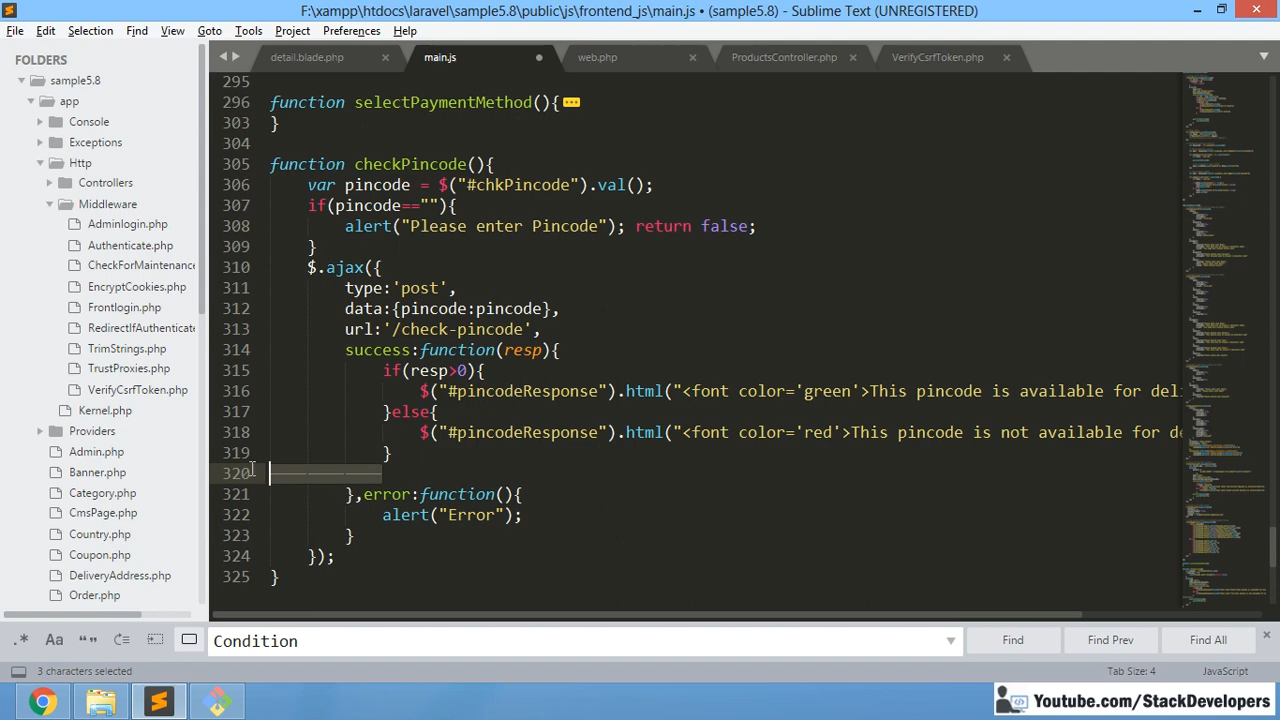 F:\xampp\htdocs\laravel\sample5.8\public\js\frontend_js\main.js • (sample5.8) - Sublime Text (UNREGISTERED)
File Edit Selection Find View Goto Tools Project Preferences Help
FOLDERS
sample5.8
app
Console
Exceptions
Http
Controllers
Middleware
Adminlogin.php
Authenticate.php
CheckForMaintenance
EncryptCookies.php
Frontlogin.php
RedirectIfAuthenticate
TrimStrings.php
TrustProxies.php
VerifyCsrfToken.php
Kernel.php
Providers
Admin.php
Banner.php
Category.php
CmsPage.php
Country.php
Coupon.php
DeliveryAddress.php
Order.php
detail.blade.php main.js web.php ProductsController.php VerifyCsrfToken.php
295
296 function selectPaymentMethod(){
303 }
304
305 function checkPincode(){
306 var pincode = $("#chkPincode").val();
307 if(pincode==""){
308 alert("Please enter Pincode"); return false;
309 }
310 $.ajax({
311 type:'post',
312 data:{pincode:pincode},
313 url:'/check-pincode',
314 success:function(resp){
315 if(resp>0){
316 $("#pincodeResponse").html("<font color='green'>This pincode is available for del
317 }else{
318 $("#pincodeResponse").html("<font color='red'>This pincode is not available for de
319 }
320
321 },error:function(){
322 alert("Error");
323 }
324 });
325 }
.* Aa “” Condition Find Find Prev Find All
3 characters selected Tab Size: 4 JavaScript
Youtube.com/StackDevelopers